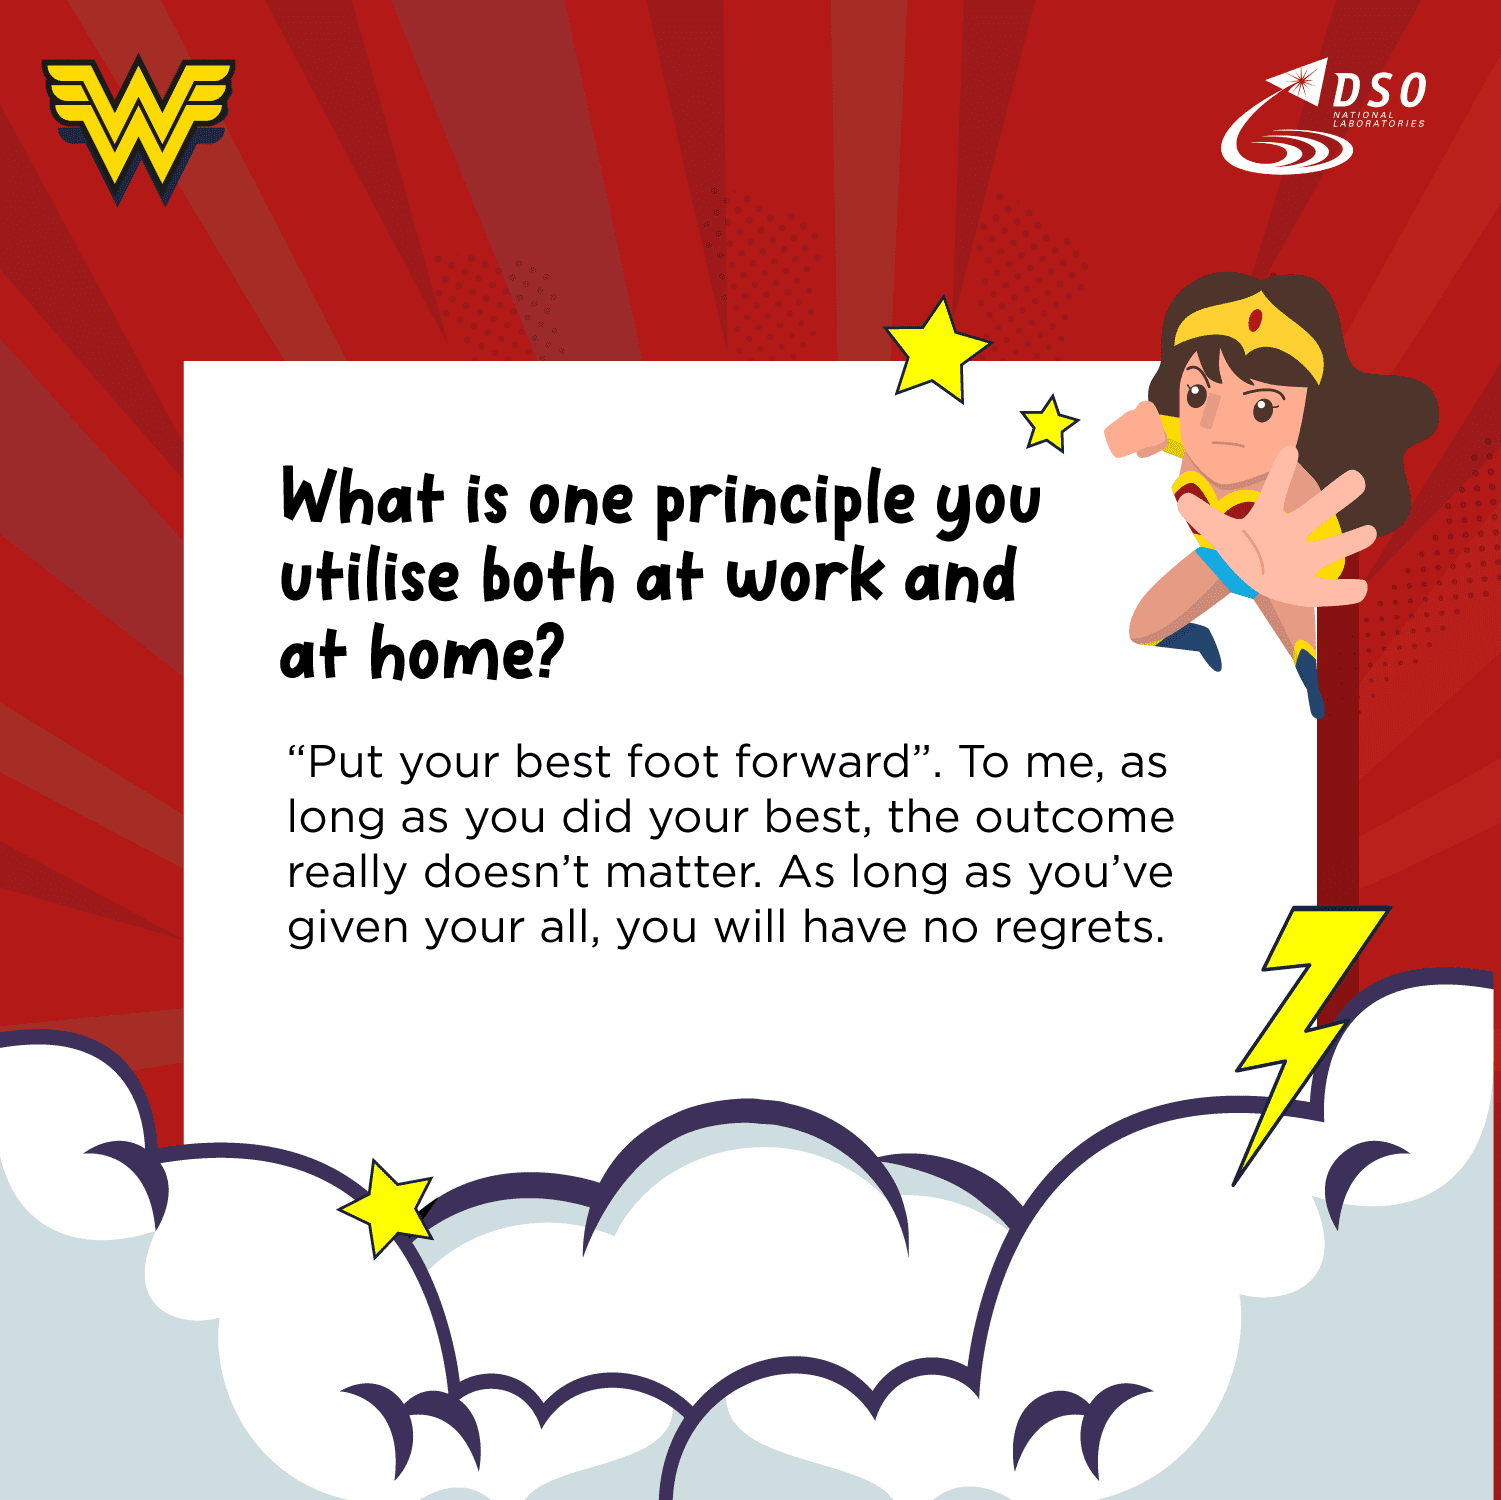 W
DSO
NATIONAL
LABORATORIES
What is one principle you
utilise both at work and
at home?
“Put your best foot forward”. To me, as
long as you did your best, the outcome
really doesn’t matter. As long as you’ve
given your all, you will have no regrets.